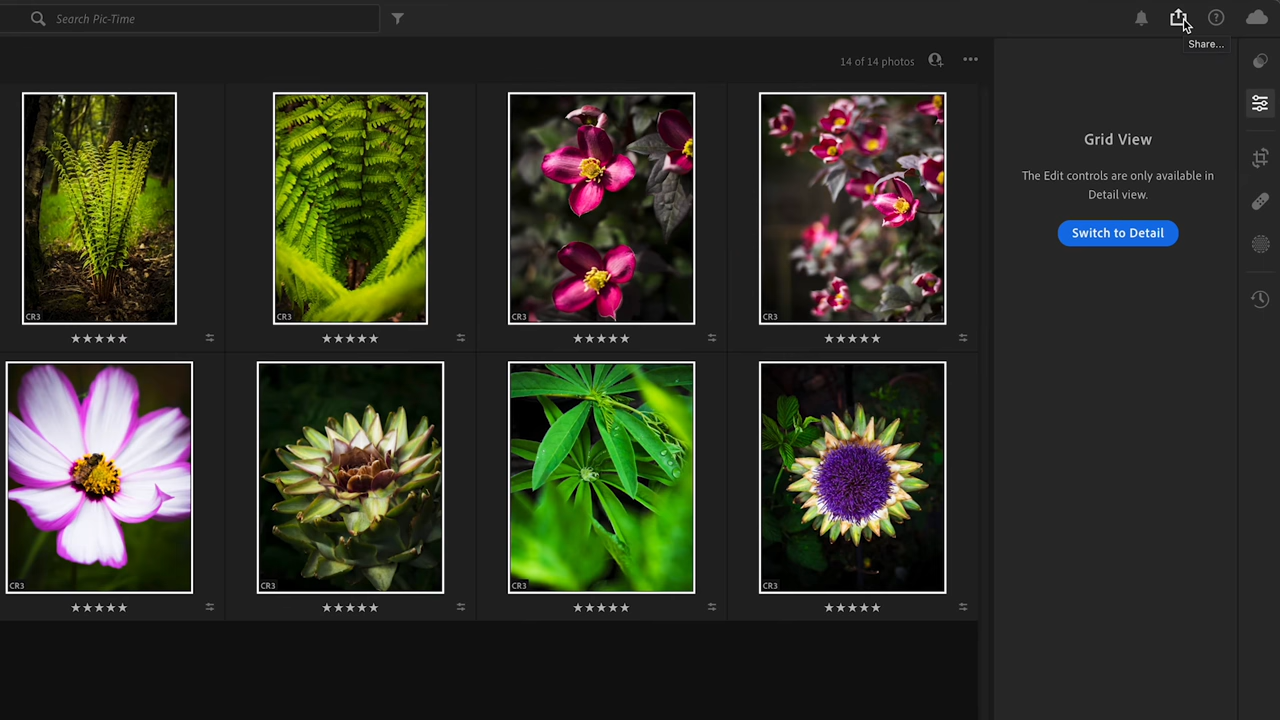 Search Pic-Time
Share...
14 of 14 photos
Grid View
The Edit controls are only available in
Detail view.
Switch to Detail
CR3
CR3
CR3
CR3
CR3
CR3
CR3
CR3